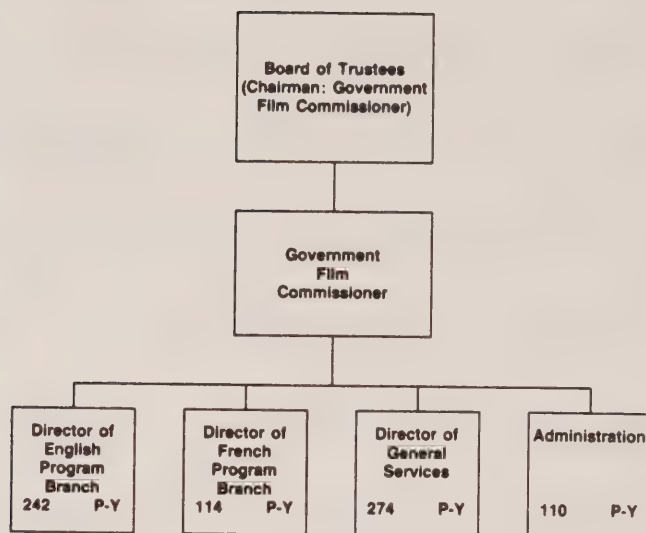 Board of Trustees
(Chairman: Government
Film Commissioner)
Government
Film
Commissioner
Director of
English
Program
Branch
242 P-Y
Director of
French
Program
Branch
114 P-Y
Director of
General
Services
274 P-Y
Administration
110 P-Y